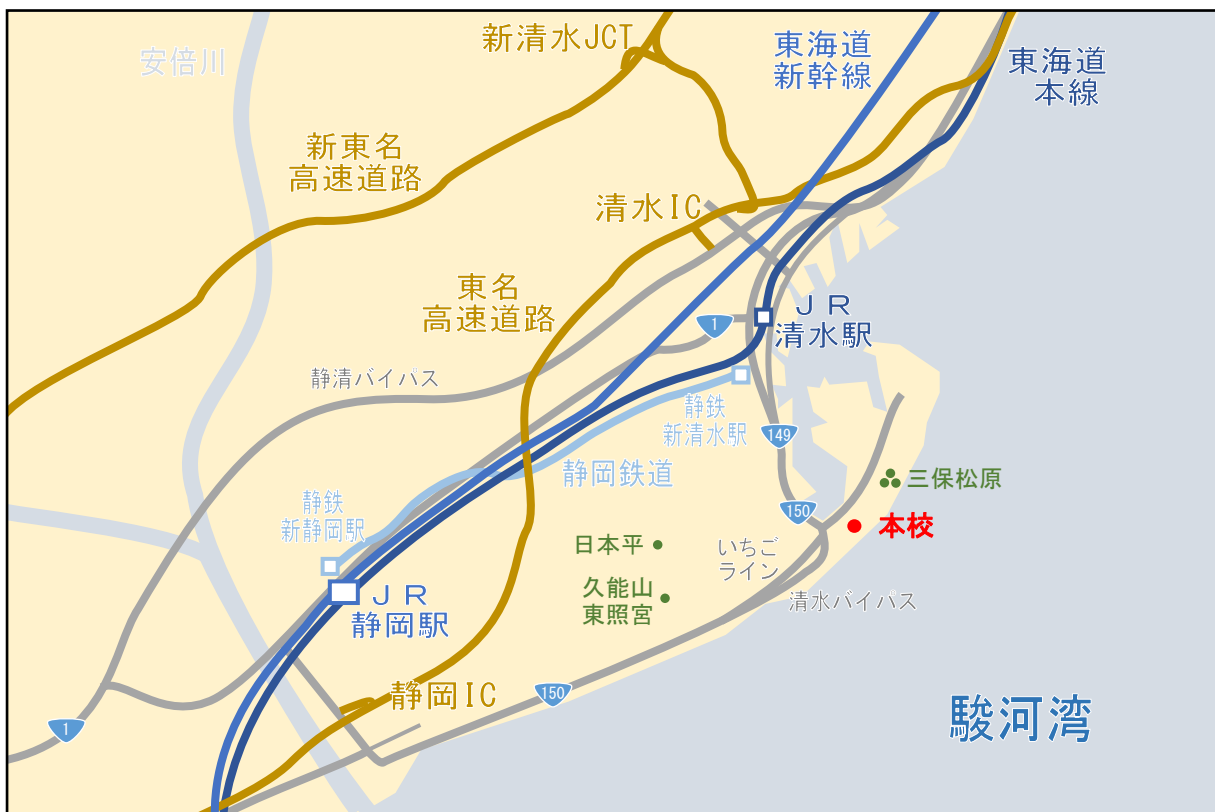 新清水JCT
東海道
新幹線
東海道
本線
安倍川
新東名
高速道路
清水IC
東名
高速道路
1
ＪＲ
清水駅
静清バイパス
静鉄
新清水駅
149
静岡鉄道
三保松原
静鉄
新静岡駅
150
本校
日本平
いちご
ライン
久能山
東照宮
清水バイパス
ＪＲ
静岡駅
静岡IC
150
1
駿河湾